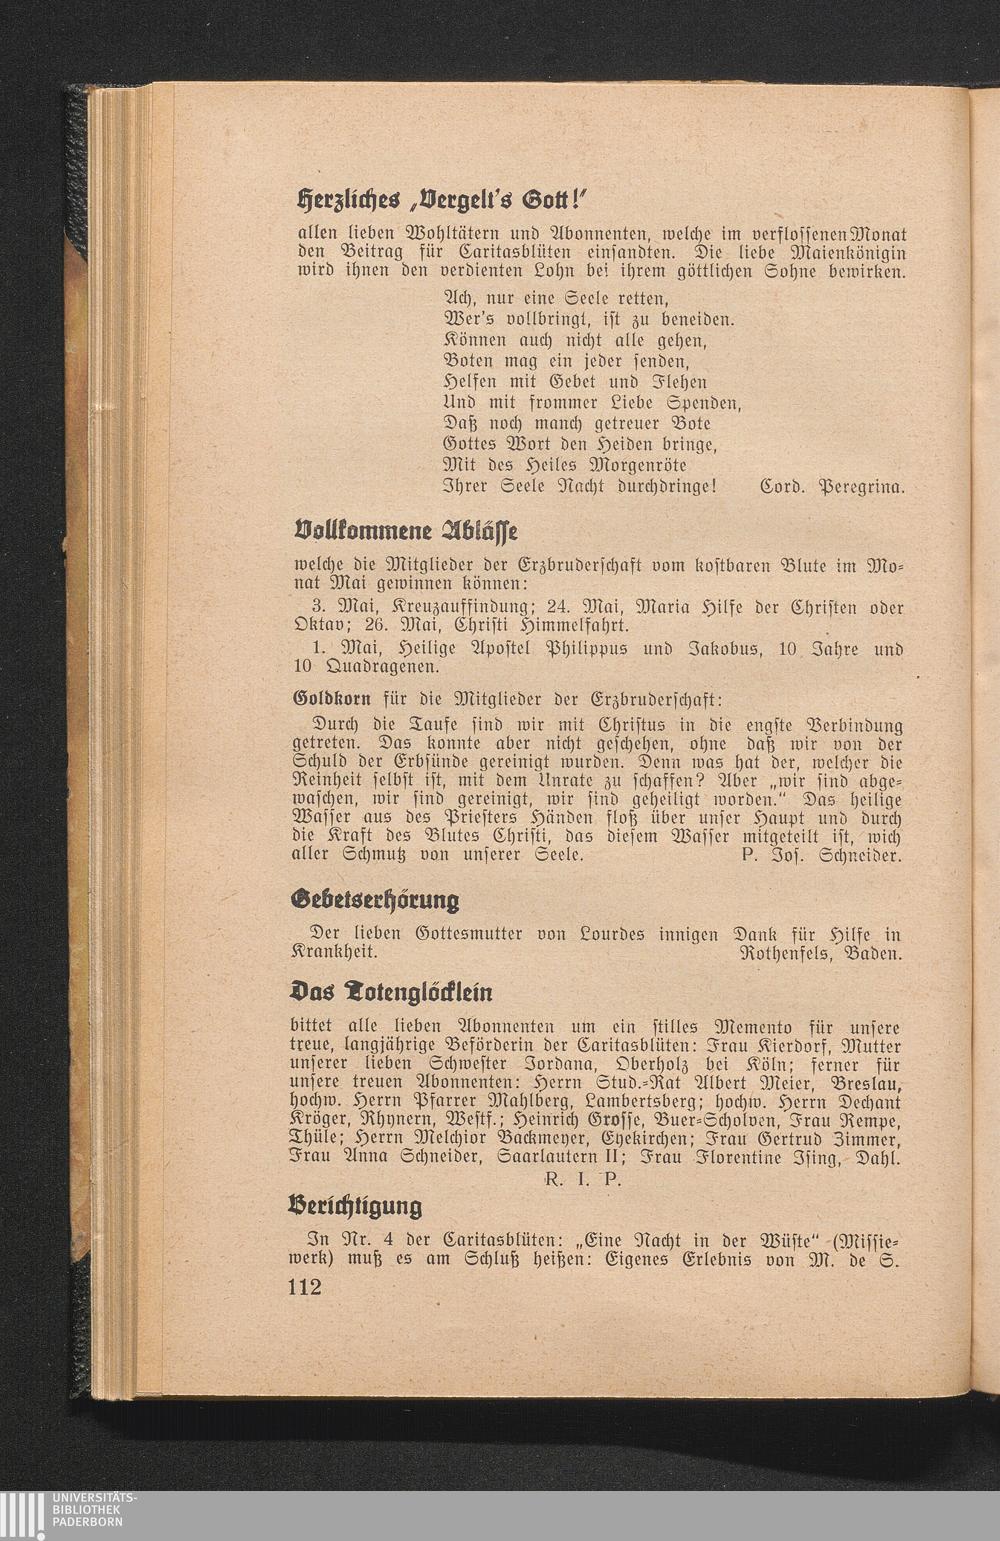 Herzliches „Vergelt's Gott!“
allen lieben Wohltätern und Abonnenten, welche im verflossenen Monat
den Beitrag für Caritasblüten einsandten. Die liebe Maienkönigin
wird ihnen den verdienten Lohn bei ihrem göttlichen Sohne bewirken.
Ach, nur eine Seele retten,
Wer's vollbringt, ist zu beneiden.
Können auch nicht alle gehen,
Boten mag ein jeder senden,
Helfen mit Gebet und Flehen
Und mit frommer Liebe Spenden,
Daß noch manch getreuer Bote
Gottes Wort den Heiden bringe,
Mit des Heiles Morgenröte
Ihrer Seele Nacht durchdringe! Cord. Peregrina.
Vollkommene Ablässe
welche die Mitglieder der Erzbruderschaft vom kostbaren Blute im Mo-
nat Mai gewinnen können:
3. Mai, Kreuzauffindung; 24. Mai, Maria Hilfe der Christen oder
Oktav; 26. Mai, Christi Himmelfahrt.
1. Mai, Heilige Apostel Philippus und Jakobus, 10 Jahre und
10 Quadragenen.
Goldkorn für die Mitglieder der Erzbruderschaft:
Durch die Taufe sind wir mit Christus in die engste Verbindung
getreten. Das konnte aber nicht geschehen, ohne daß wir von der
Schuld der Erbsünde gereinigt wurden. Denn was hat der, welcher die
Reinheit selbst ist, mit dem Unrate zu schaffen? Aber „wir sind abge-
waschen, wir sind gereinigt, wir sind geheiligt worden.“ Das heilige
Wasser aus des Priesters Händen floß über unser Haupt und durch
die Kraft des Blutes Christi, das diesem Wasser mitgeteilt ist, wich
aller Schmutz von unserer Seele. P. Jos. Schneider.
Gebetserhörung
Der lieben Gottesmutter von Lourdes innigen Dank für Hilfe in
Krankheit. Rothenfels, Baden.
Das Totenglöcklein
bittet alle lieben Abonnenten um ein stilles Memento für unsere
treue, langjährige Beförderin der Caritasblüten: Frau Kierdorf, Mutter
unserer lieben Schwester Jordana, Oberholz bei Köln; ferner für
unsere treuen Abonnenten: Herrn Stud.-Rat Albert Meier, Breslau,
hochw. Herrn Pfarrer Mahlberg, Lambertsberg; hochw. Herrn Dechant
Kröger, Rhynern, Westf.; Heinrich Grosse, Buer-Scholven, Frau Rempe,
Thüle; Herrn Melchior Backmeyer, Eyekirchen; Frau Gertrud Zimmer,
Frau Anna Schneider, Saarlautern II; Frau Florentine Ising, Dahl.
R. I. P.
Berichtigung
In Nr. 4 der Caritasblüten: „Eine Nacht in der Wüste“ (Missie-
werk) muß es am Schluß heißen: Eigenes Erlebnis von M. de S.
112
UNIVERSITÄTS-
BIBLIOTHEK
PADERBORN